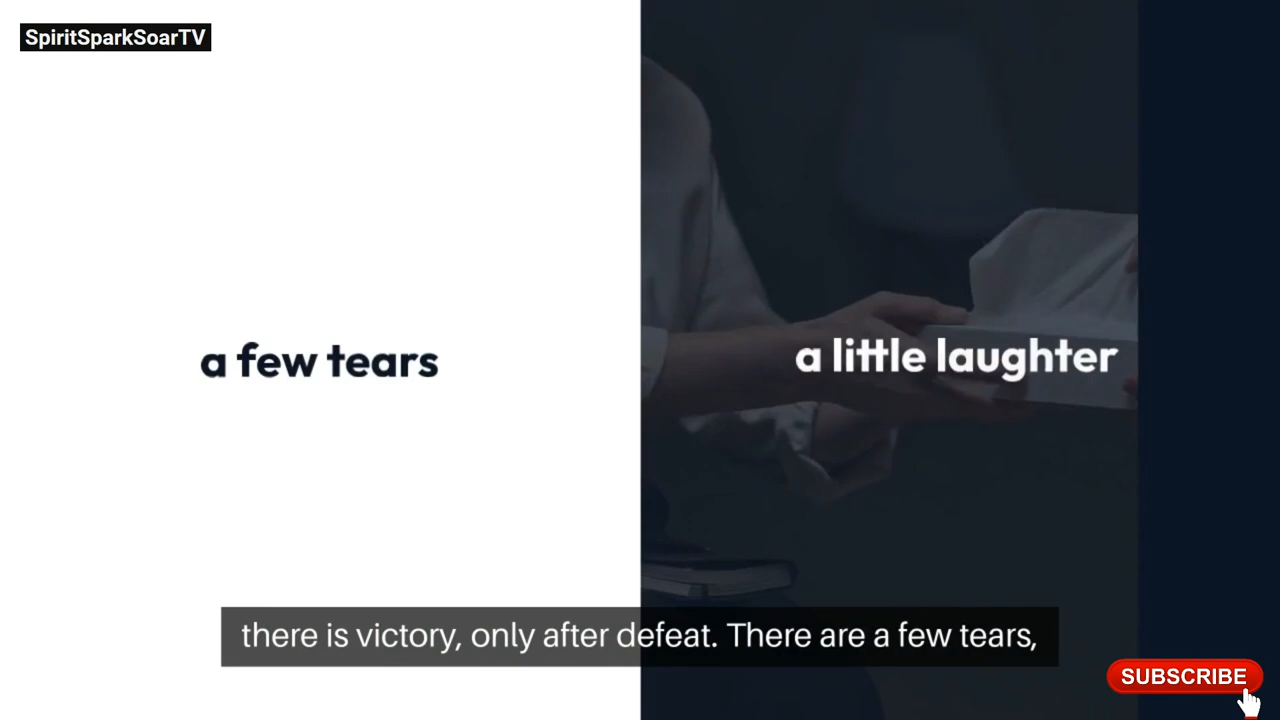 SpiritSparkSoarTV
a few tears
a little laughter
there is victory, only after defeat. There are a few tears,
SUBSCRIBE